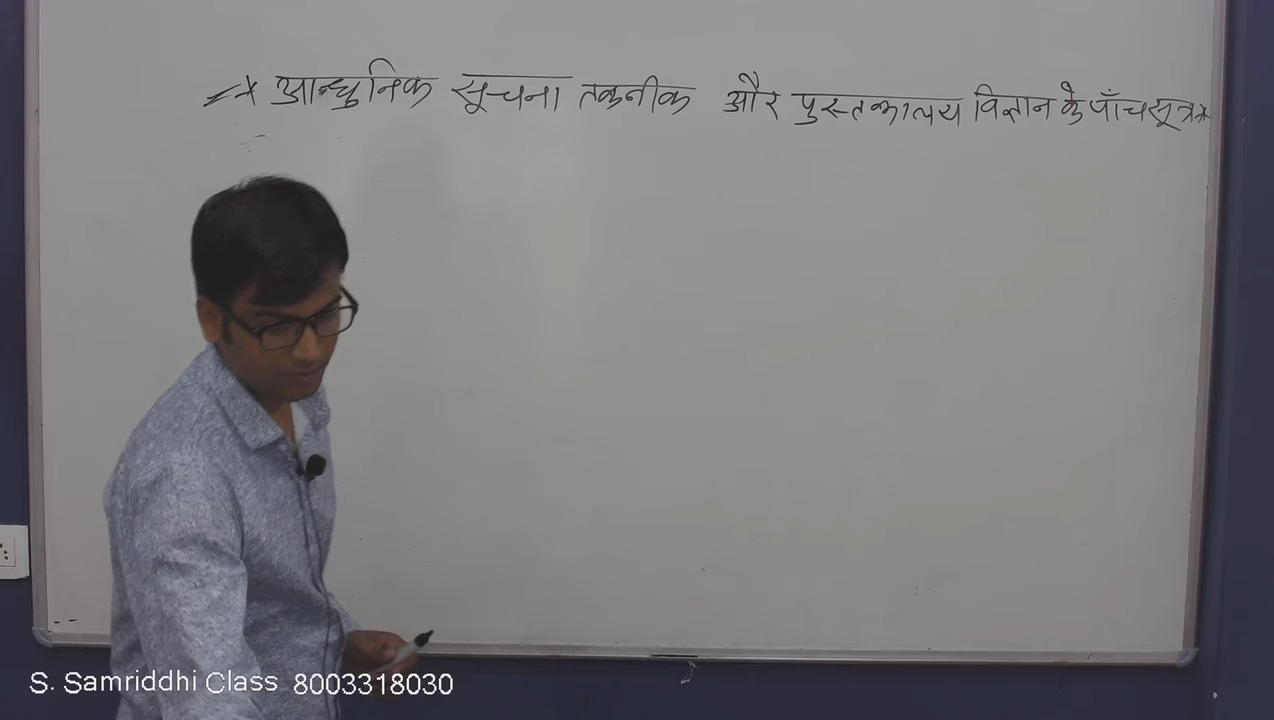 * आधुनिक सूचना तकनीक और पुस्तकालय विज्ञान के पाँच सूत्र *
S. Samriddhi Class 8003318030